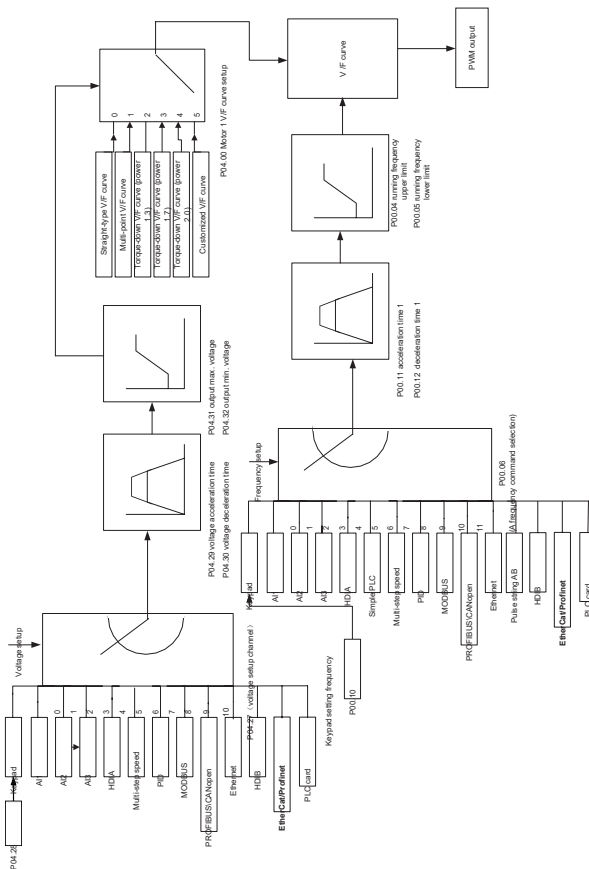 Voltage setup
P04.28
Keypad
AI1
AI2
AI3
HDIA
Multi-step speed
PID
MODBUS
PROFIBUS\CANopen
Ethernet
HDIB
EtherCat/Profinet
PLC card
0
1
2
3
4
5
6
7
8
9
10
P04.27 (voltage setup channel)
P04.29 voltage acceleration time
P04.30 voltage deceleration time
P04.31 output max. voltage
P04.32 output min. voltage
Straight-type V/F curve
Multi-point V/F curve
Torque-down V/F curve (power
1.3)
Torque-down V/F curve (power
1.7)
Torque-down V/F curve (power
2.0)
Customized V/F curve
0
1
2
3
4
5
P04.00 Motor 1 V/F curve setup
Frequency setup
Keypad
AI1
AI2
AI3
HDIA
Simple PLC
Multi-step speed
PID
MODBUS
PROFIBUS\CANopen
Ethernet
Pulse string AB
HDIB
EtherCat/Profinet
PLC card
0
1
2
3
4
5
6
7
8
9
10
11
P00.06
(A frequency command selection)
Keypad setting frequency
P00.10
P00.11 acceleration time 1
P00.12 deceleration time 1
P00.04 running frequency
upper limit
P00.05 running frequency
lower limit
V /F curve
PWM output